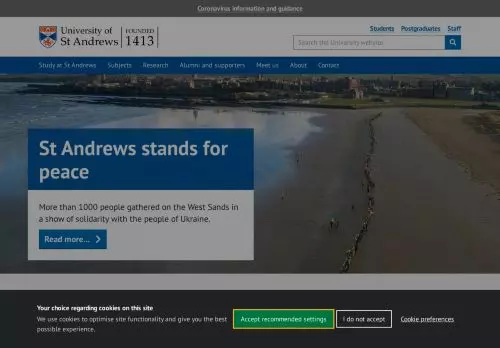 Coronavirus information and guidance
University of
St Andrews
FOUNDED
1413
Students Postgraduates Staff
Search the University website
Study at St Andrews Subjects Research Alumni and supporters Meet us About Contact
St Andrews stands for
peace
More than 1000 people gathered on the West Sands in
a show of solidarity with the people of Ukraine.
Read more...
Your choice regarding cookies on this site
We use cookies to optimise site functionality and give you the best
possible experience.
Accept recommended settings
I do not accept
Cookie preferences